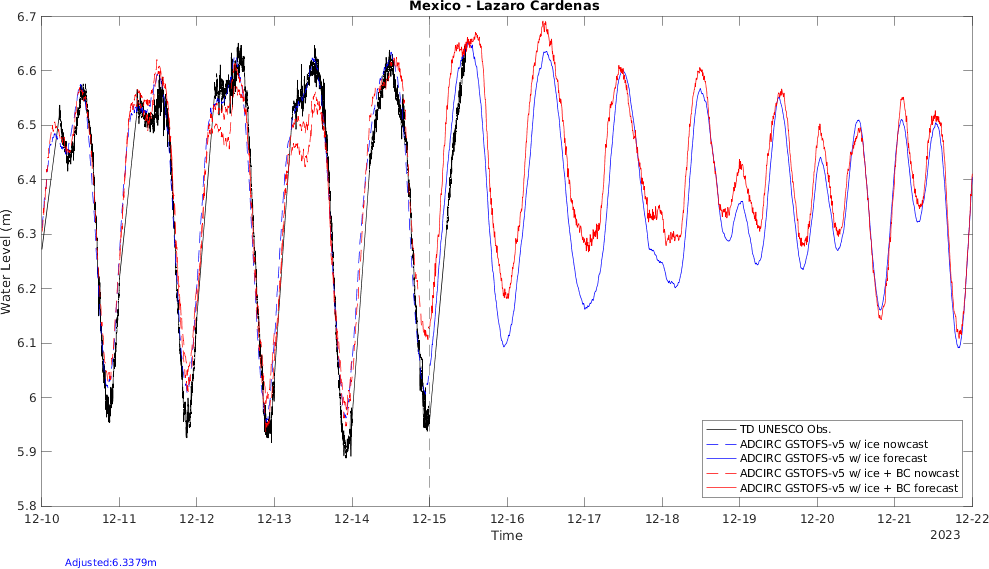 Mexico - Lazaro Cardenas
6.7
6.6
6.5
6.4
6.3
6.2
6.1
6
5.9
5.8
Water Level (m)
TD UNESCO Obs.
ADCIRC GSTOFS-v5 w/ ice nowcast
ADCIRC GSTOFS-v5 w/ ice forecast
ADCIRC GSTOFS-v5 w/ ice + BC nowcast
ADCIRC GSTOFS-v5 w/ ice + BC forecast
12-10 12-11 12-12 12-13 12-14 12-15 12-16 12-17 12-18 12-19 12-20 12-21 12-22
Time
2023
Adjusted:6.3379m